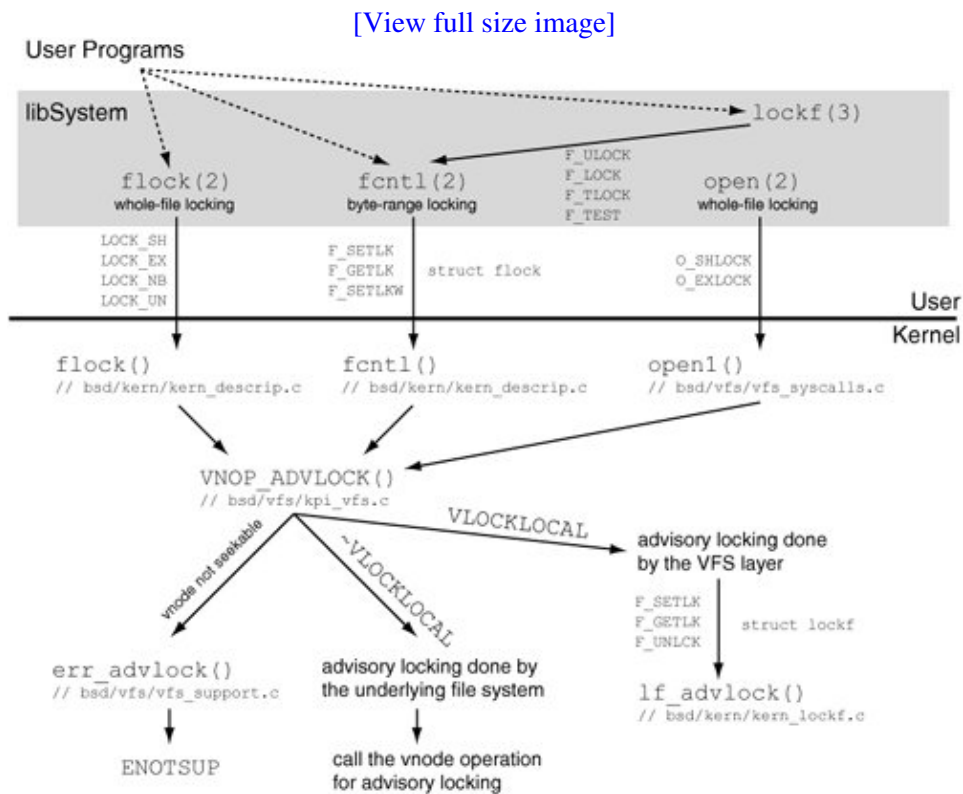 [View full size image]
User Programs
libSystem
lockf(3)
F_ULOCK
F_LOCK
F_TLOCK
F_TEST
flock(2)
whole-file locking
fcntl(2)
byte-range locking
open(2)
whole-file locking
LOCK_SH
LOCK_EX
LOCK_NB
LOCK_UN
F_SETLK
F_GETLK
F_SETLKW
struct flock
O_SHLOCK
O_EXLOCK
User
Kernel
flock()
// bsd/kern/kern_descrip.c
fcntl()
// bsd/kern/kern_descrip.c
open1()
// bsd/vfs/vfs_syscalls.c
VNOP_ADVLOCK()
// bsd/vfs/kpi_vfs.c
vnode not seekable
~VLOCKLOCAL
VLOCKLOCAL
advisory locking done
by the VFS layer
F_SETLK
F_GETLK
F_UNLCK
struct lockf
err_advlock()
// bsd/vfs/vfs_support.c
advisory locking done by
the underlying file system
lf_advlock()
// bsd/kern/kern_lockf.c
ENOTSUP
call the vnode operation
for advisory locking